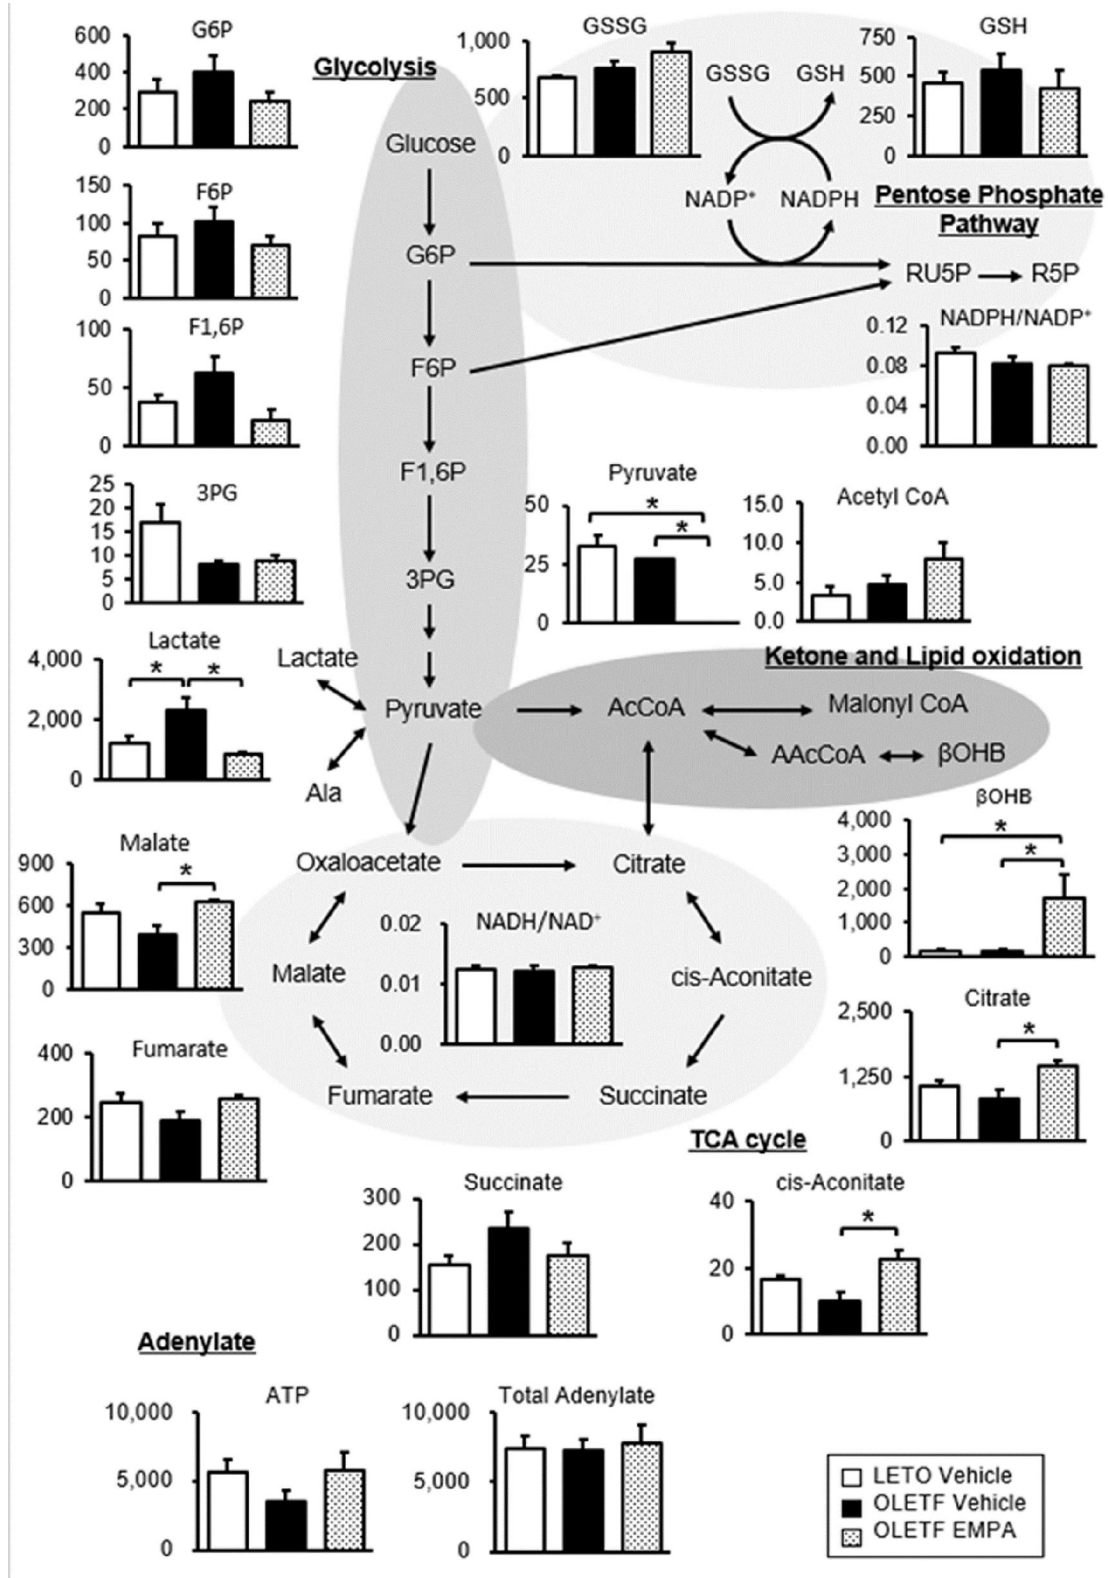 G6P
600
400
200
0
Glycolysis
GSSG
1,000
500
0
GSSG GSH
NADP⁺ NADPH
GSH
750
500
250
0
Pentose Phosphate
Pathway
RU5P R5P
NADPH/NADP⁺
0.12
0.08
0.04
0.00
F6P
150
100
50
0
F1,6P
100
50
0
3PG
25
20
15
10
5
0
Glucose
G6P
F6P
F1,6P
3PG
Pyruvate
Lactate
Ala
Pyruvate
50
25
0
*
*
Acetyl CoA
15.0
10.0
5.0
0.0
Lactate
4,000
2,000
0
* *
Ketone and Lipid oxidation
AcCoA Malonyl CoA
AAcCoA βOHB
βOHB
4,000
3,000
2,000
1,000
0
*
*
Malate
900
600
300
0
*
Oxaloacetate Citrate
Malate cis-Aconitate
Fumarate Succinate
NADH/NAD⁺
0.02
0.01
0.00
TCA cycle
Citrate
2,500
1,250
0
*
Fumarate
400
200
0
Succinate
300
200
100
0
cis-Aconitate
40
20
0
*
Adenylate
ATP
10,000
5,000
0
Total Adenylate
10,000
5,000
0
LETO Vehicle
OLETF Vehicle
OLETF EMPA